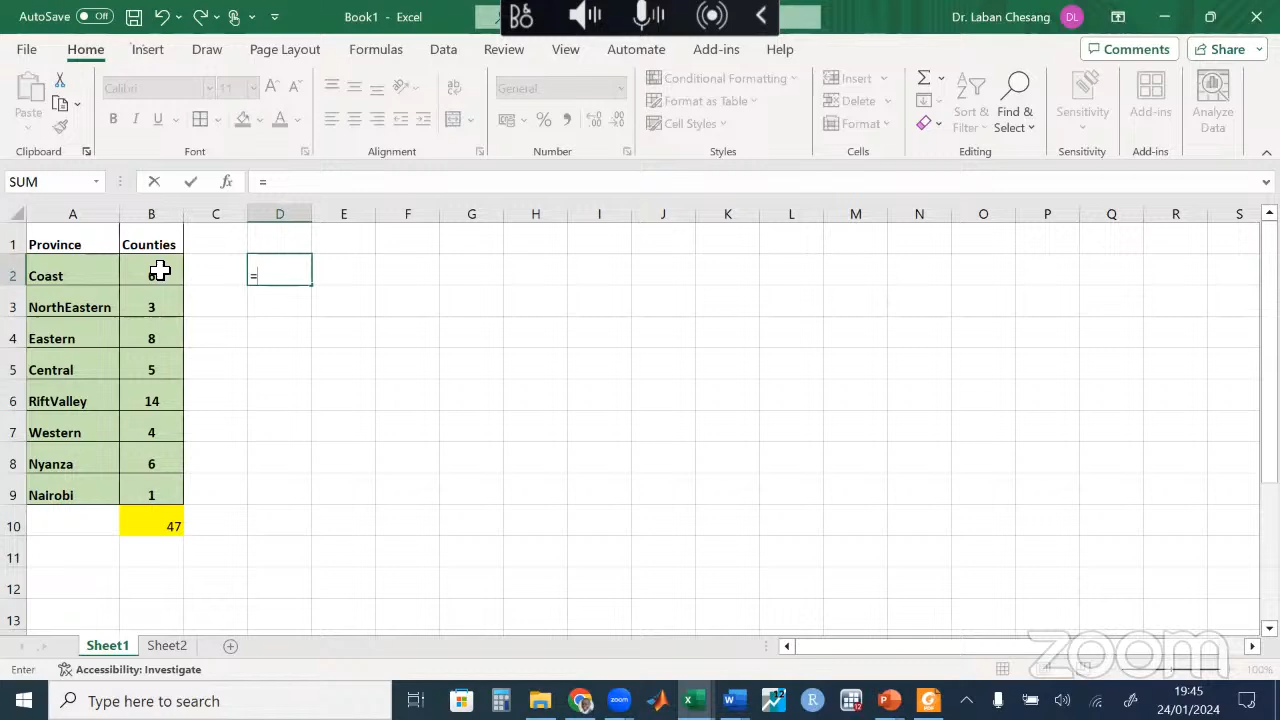 AutoSave Off Book1 - Excel BO Dr. Laban Chesang DL
File Home Insert Draw Page Layout Formulas Data Review View Automate Add-ins Help Comments Share
Paste Calibri General Conditional Formatting Insert Sort & Find & Sensitivity Add-ins Analyze
B I U Format as Table Delete Filter Select Data
Cell Styles Format
Clipboard Font Alignment Number Styles Cells Editing Sensitivity Add-ins
SUM fx =
A B C D E F G H I J K L M N O P Q R S
1 Province Counties
2 Coast 6 =
3 NorthEastern 3
4 Eastern 8
5 Central 5
6 RiftValley 14
7 Western 4
8 Nyanza 6
9 Nairobi 1
10 47
11
12
13
Sheet1 Sheet2
Enter Accessibility: Investigate 100%
zoom
Type here to search 19:45
24/01/2024